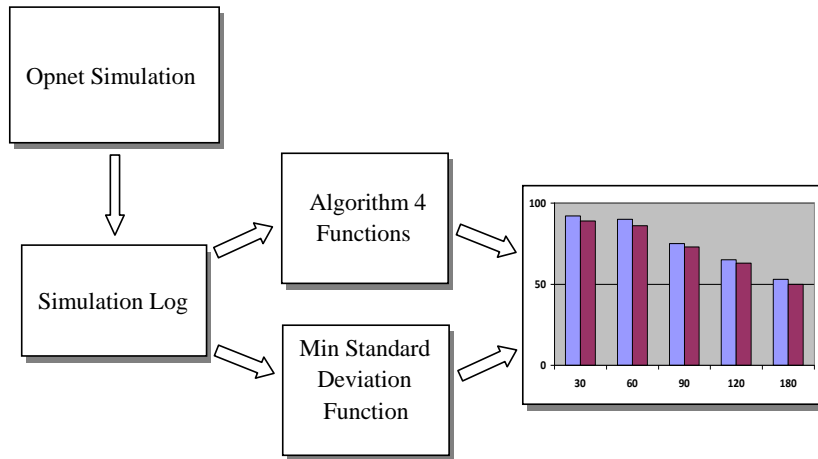 Opnet Simulation
Simulation Log
Algorithm 4
Functions
Min Standard
Deviation
Function
100
50
0
30 60 90 120 180